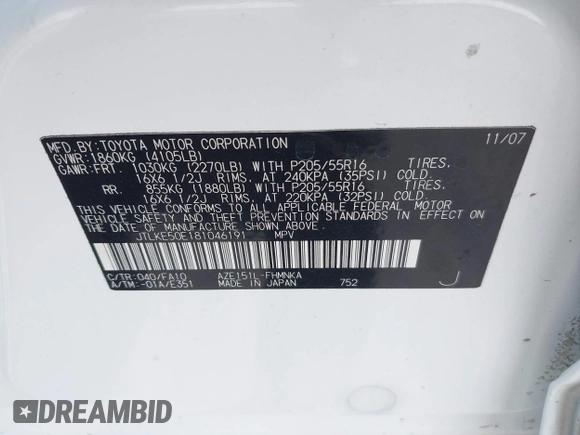 MFD.BY:TOYOTA MOTOR CORPORATION 11/07
GVWR:1860KG (4105LB)
GAWR:FRT. 1030KG (2270LB) WITH P205/55R16 TIRES,
16X6 1/2J RIMS, AT 240KPA (35PSI) COLD.
RR. 855KG (1880LB) WITH P205/55R16 TIRES,
16X6 1/2J RIMS, AT 220KPA (32PSI) COLD.
THIS VEHICLE CONFORMS TO ALL APPLICABLE FEDERAL MOTOR
VEHICLE SAFETY AND THEFT PREVENTION STANDARDS IN EFFECT ON
THE DATE OF MANUFACTURE SHOWN ABOVE.
JTLKE50E181046191 MPV
C/TR:040/FA10 AZE151L-FHMNKA J
A/TM:-01A/E351 MADE IN JAPAN 752
DREAMBID